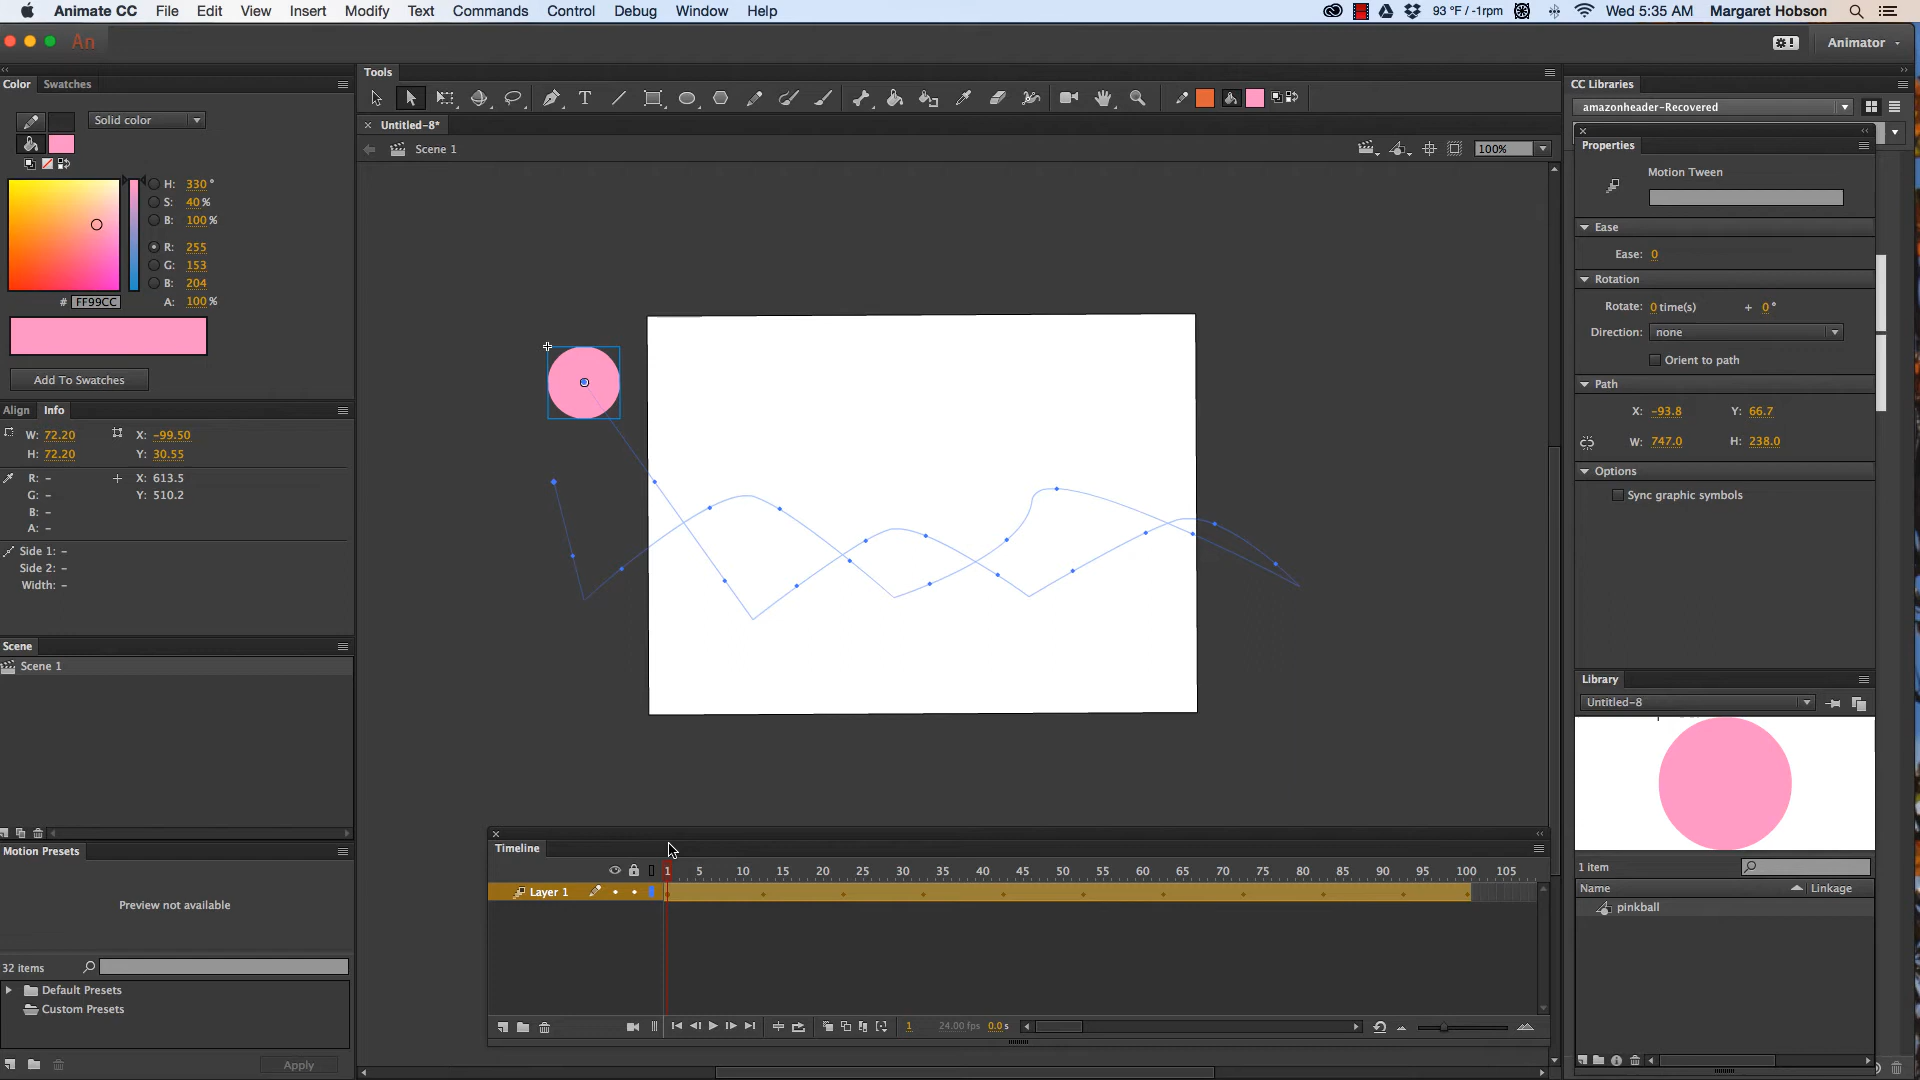 Animate CC File Edit View Insert Modify Text Commands Control Debug Window Help 93 °F / -1rpm Wed 5:35 AM Margaret Hobson
An Animator
Color Swatches
Solid color
H: 330 °
S: 40 %
B: 100 %
R: 255
G: 153
B: 204
# FF99CC A: 100 %
Add To Swatches
Align Info
W: 72.20 X: -99.50
H: 72.20 Y: 30.55
R: – X: 613.5
G: – Y: 510.2
B: –
A: –
Side 1: –
Side 2: –
Width: –
Scene
Scene 1
Motion Presets
Preview not available
32 items
Default Presets
Custom Presets
Apply
Tools
Untitled-8*
Scene 1 100%
Timeline
1 5 10 15 20 25 30 35 40 45 50 55 60 65 70 75 80 85 90 95 100 105
Layer 1
1 24.00 fps 0.0 s
CC Libraries
amazonheader-Recovered
Properties
Motion Tween
Ease
Ease: 0
Rotation
Rotate: 0 time(s) + 0 °
Direction: none
Orient to path
Path
X: -93.8 Y: 66.7
W: 747.0 H: 238.0
Options
Sync graphic symbols
Library
Untitled-8
1 item
Name Linkage
pinkball